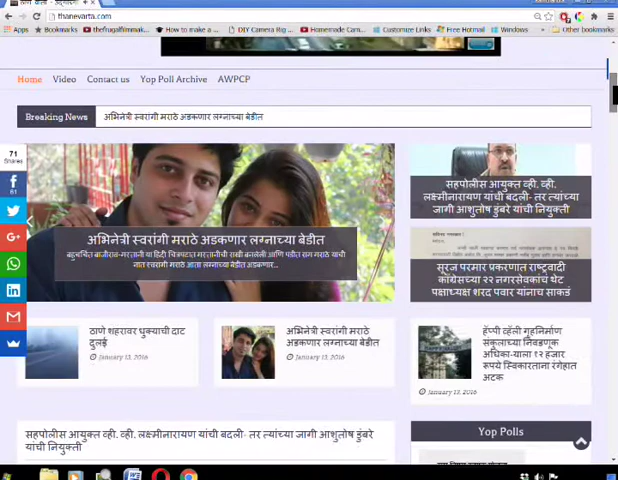 thanevarta.com
Apps
Bookmarks
thefrugalfilmmak
How to make a
DIY Camera Rig
Homemade Cam
Customize Links
Free Hotmail
Windows
Other bookmarks
Home Video Contact us Yop Poll Archive AWPCP
Breaking News
अभिनेत्री स्वरांगी मराठे अडकणार लग्नाच्या बेडीत
71
Shares
61
अभिनेत्री स्वरांगी मराठे अडकणार लग्नाच्या बेडीत
सहपोलीस आयुक्त व्ही. व्ही.
लक्ष्मीनारायण यांची बदली- तर त्यांच्या
जागी आशुतोष डुंबरे यांची नियुक्ती
सूरज परमार प्रकरणात राष्ट्रवादी
काँग्रेसच्या २२ नगरसेवकांचं थेट
पक्षाध्यक्ष शरद पवार यांनाच साकडं
ठाणे शहरावर धुक्याची दाट
दुलई
January 13, 2016
अभिनेत्री स्वरांगी मराठे
अडकणार लग्नाच्या बेडीत
January 13, 2016
हॅप्पी व्हॅली गृहनिर्माण
संकुलाच्या निवडणूक
अधिका-याला १२ हजार
रूपये स्विकारताना रंगेहात
अटक
January 13, 2016
सहपोलीस आयुक्त व्ही. व्ही. लक्ष्मीनारायण यांची बदली- तर त्यांच्या जागी आशुतोष डुंबरे
यांची नियुक्ती
Yop Polls